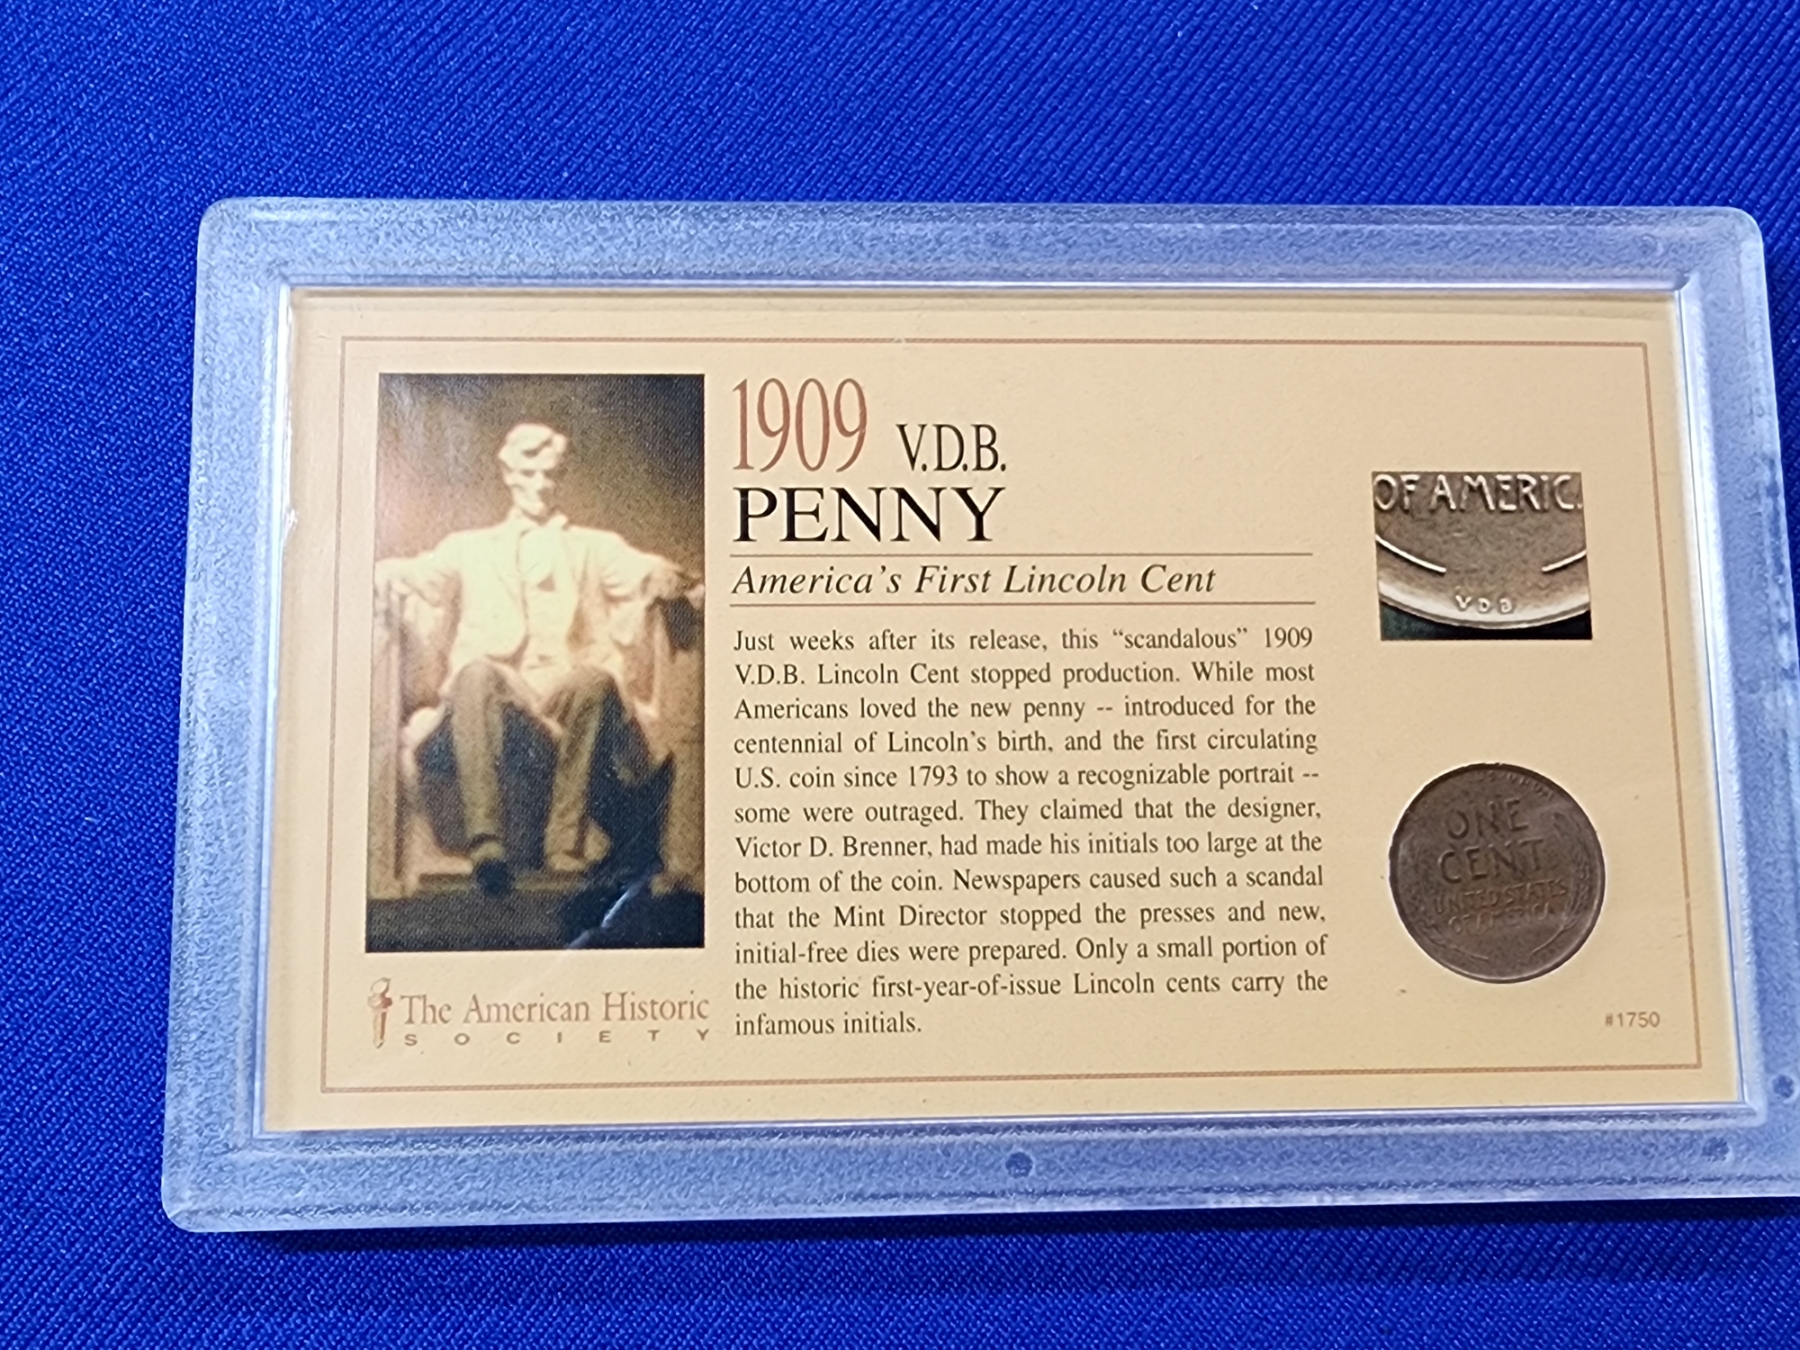 1909 V.D.B.
PENNY
America's First Lincoln Cent
Just weeks after its release, this “scandalous” 1909
V.D.B. Lincoln Cent stopped production. While most
Americans loved the new penny -- introduced for the
centennial of Lincoln's birth, and the first circulating
U.S. coin since 1793 to show a recognizable portrait --
some were outraged. They claimed that the designer,
Victor D. Brenner, had made his initials too large at the
bottom of the coin. Newspapers caused such a scandal
that the Mint Director stopped the presses and new,
initial-free dies were prepared. Only a small portion of
the historic first-year-of-issue Lincoln cents carry the
infamous initials.
The American Historic
SOCIETY
OF AMERIC.
VDB
ONE
CENT
UNITED STATES
OF AMERICA
#1750